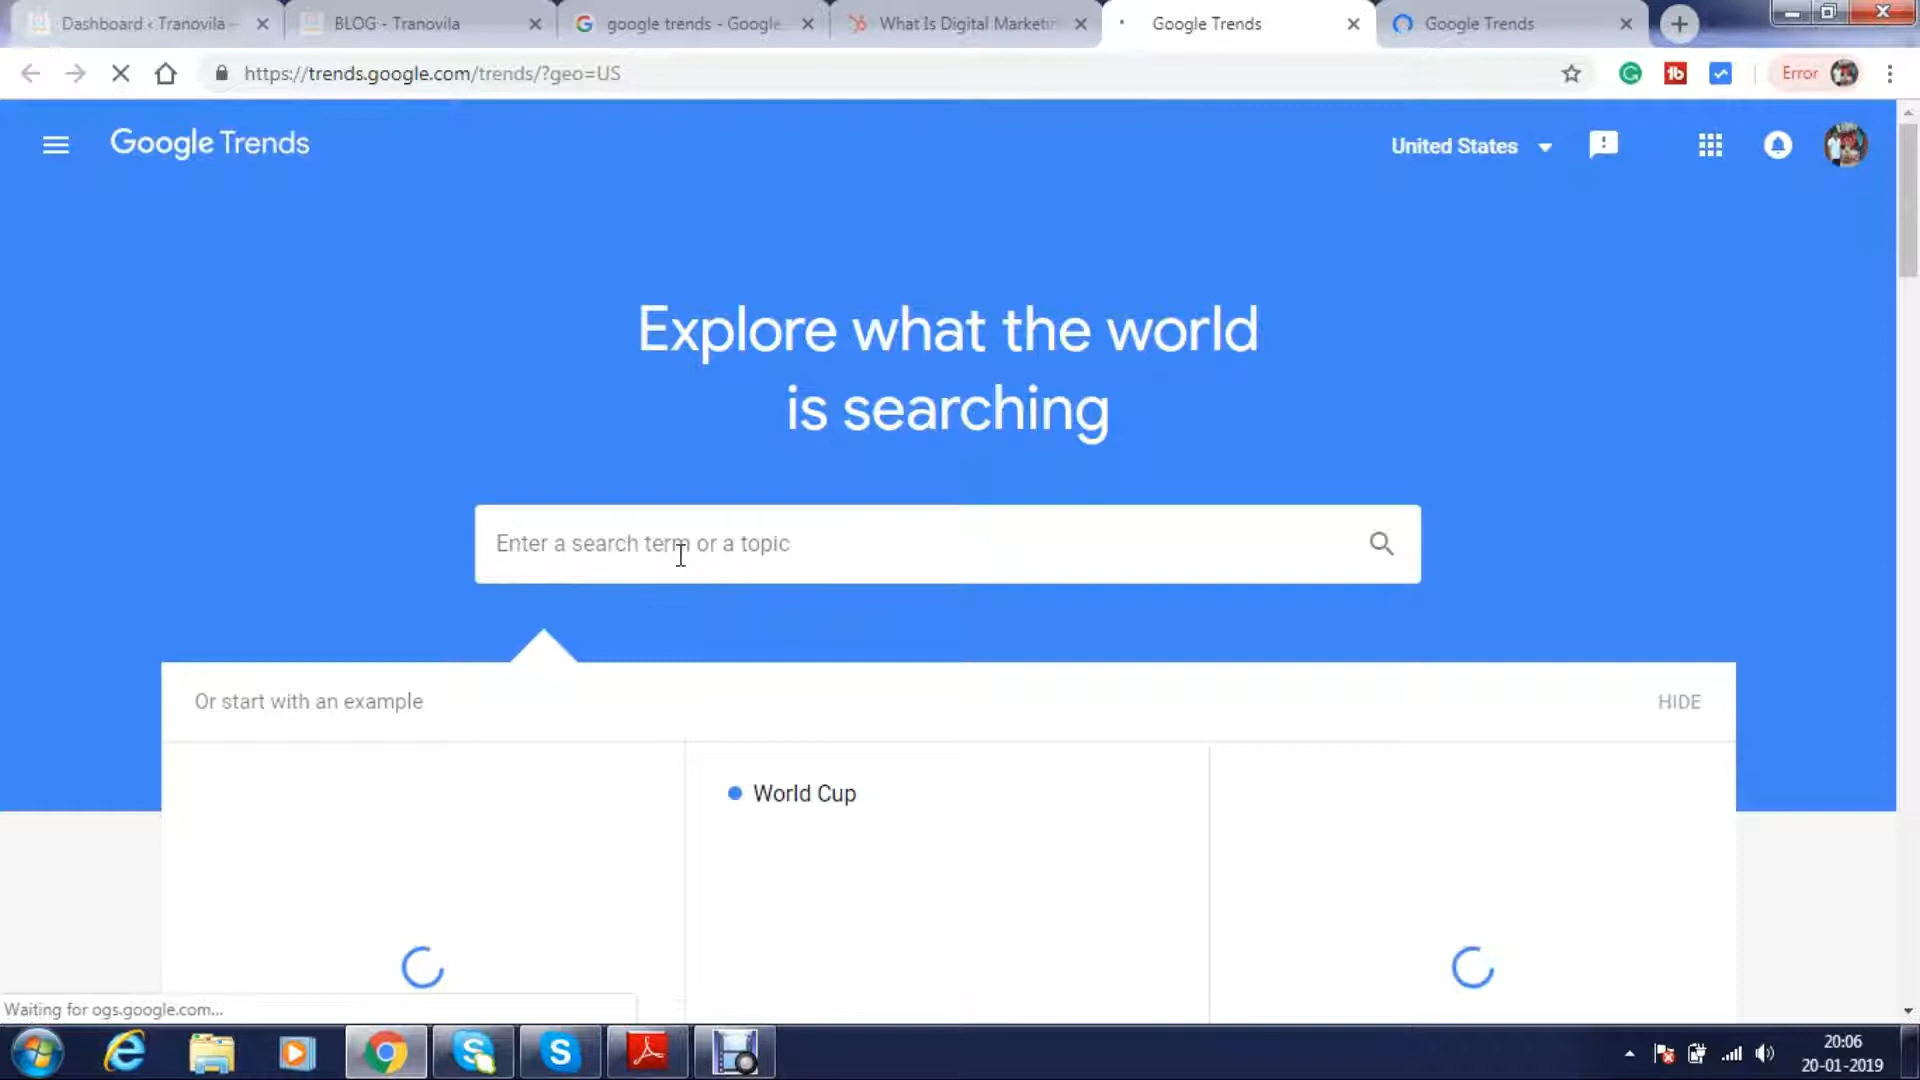 Dashboard ‹ Tranovila –
BLOG - Tranovila
google trends - Google
What Is Digital Marketin
Google Trends
Google Trends
https://trends.google.com/trends/?geo=US
Error
Google Trends
United States
Explore what the world
is searching
Enter a search term or a topic
Or start with an example
HIDE
World Cup
Waiting for ogs.google.com...
20:06
20-01-2019